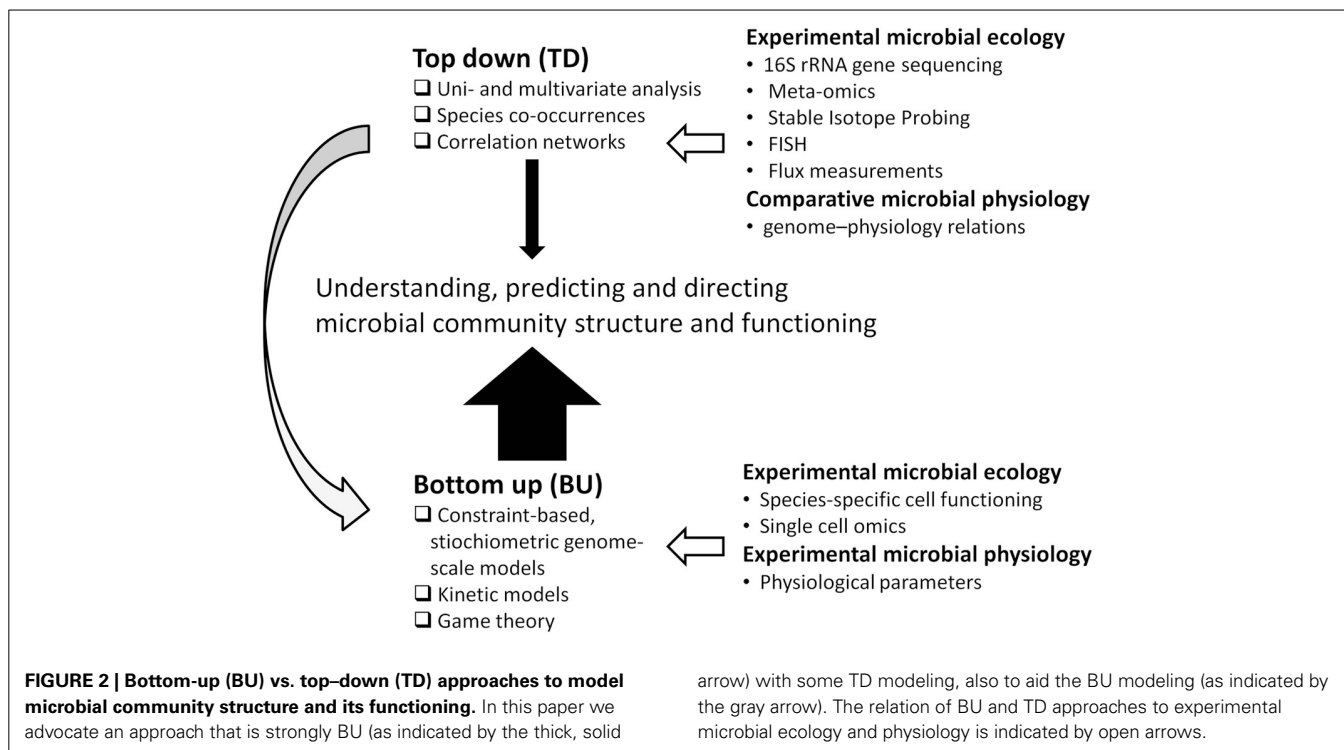 Top down (TD)
❑ Uni- and multivariate analysis
❑ Species co-occurrences
❑ Correlation networks
Experimental microbial ecology
• 16S rRNA gene sequencing
• Meta-omics
• Stable Isotope Probing
• FISH
• Flux measurements
Comparative microbial physiology
• genome–physiology relations
Understanding, predicting and directing
microbial community structure and functioning
Bottom up (BU)
❑ Constraint-based,
stiochiometric genome-
scale models
❑ Kinetic models
❑ Game theory
Experimental microbial ecology
• Species-specific cell functioning
• Single cell omics
Experimental microbial physiology
• Physiological parameters
FIGURE 2 | Bottom-up (BU) vs. top–down (TD) approaches to model
microbial community structure and its functioning. In this paper we
advocate an approach that is strongly BU (as indicated by the thick, solid
arrow) with some TD modeling, also to aid the BU modeling (as indicated by
the gray arrow). The relation of BU and TD approaches to experimental
microbial ecology and physiology is indicated by open arrows.